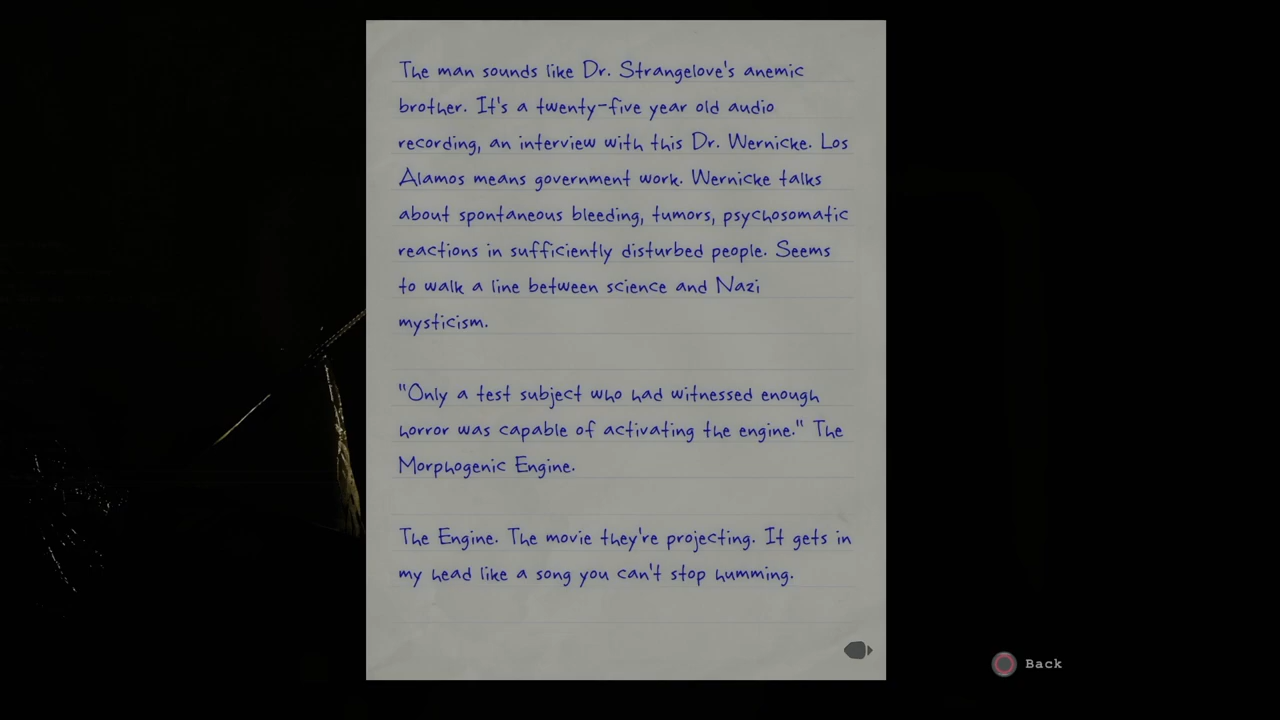 The man sounds like Dr. Strangelove's anemic
brother. It's a twenty-five year old audio
recording, an interview with this Dr. Wernicke. Los
Alamos means government work. Wernicke talks
about spontaneous bleeding, tumors, psychosomatic
reactions in sufficiently disturbed people. Seems
to walk a line between science and Nazi
mysticism.
"Only a test subject who had witnessed enough
horror was capable of activating the engine." The
Morphogenic Engine.
The Engine. The movie they're projecting. It gets in
my head like a song you can't stop humming.
Back